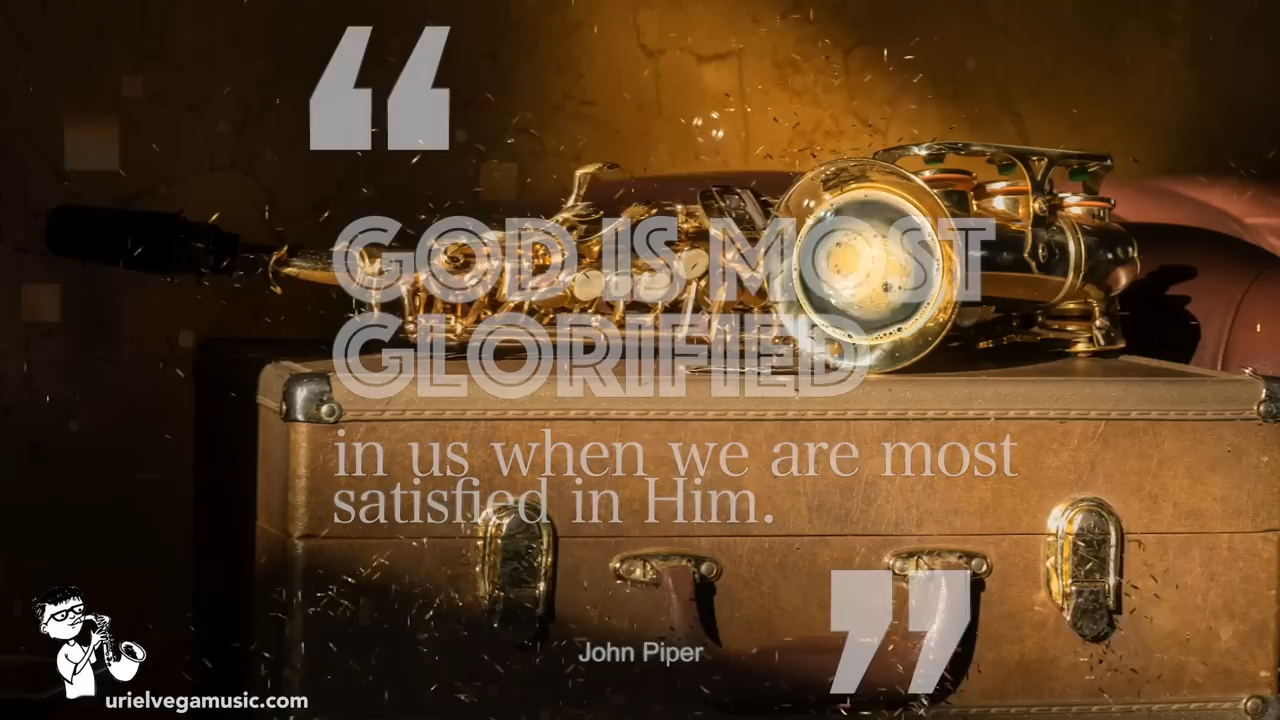 “
GOD IS MOST
GLORIFIED
in us when we are most
satisfied in Him.
”
John Piper
urielvegamusic.com